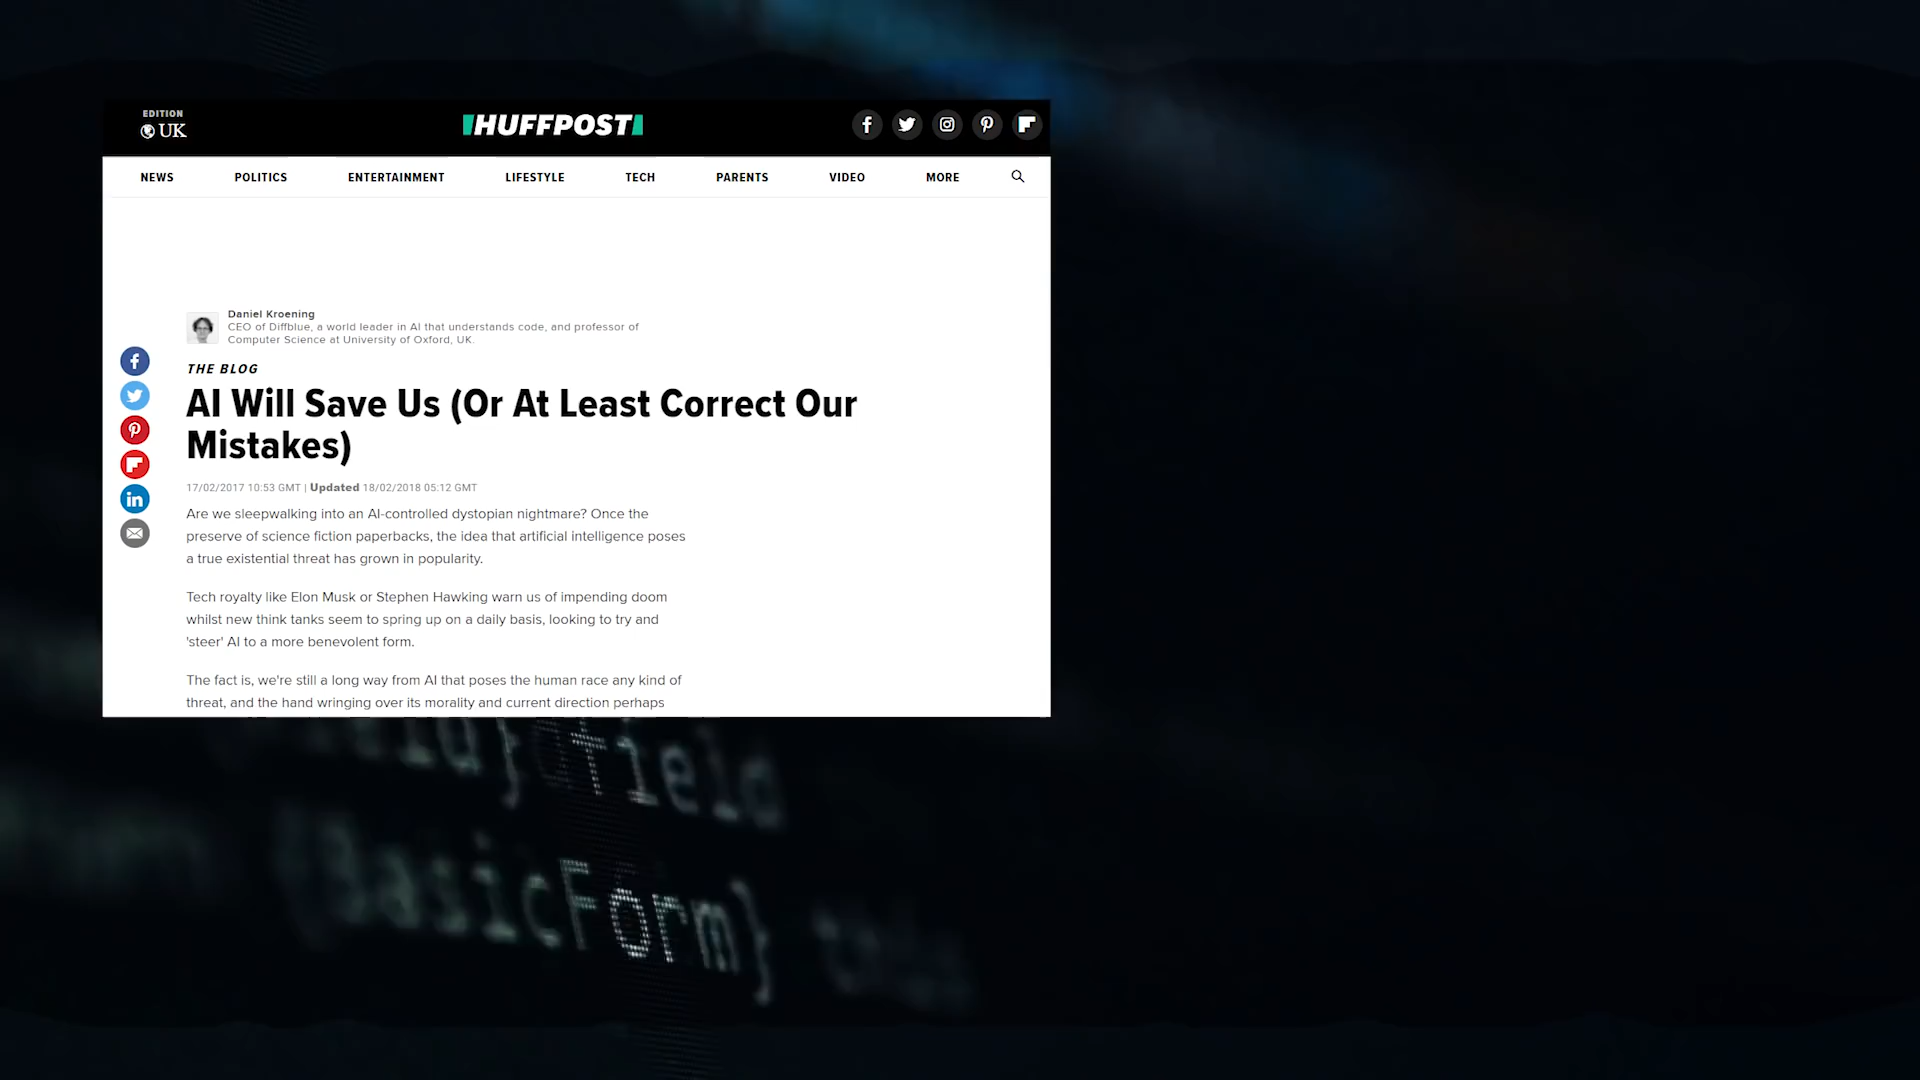 EDITION
UK
HUFFPOST
NEWS POLITICS ENTERTAINMENT LIFESTYLE TECH PARENTS VIDEO MORE
Daniel Kroening
CEO of Diffblue, a world leader in AI that understands code, and professor of
Computer Science at University of Oxford, UK.
THE BLOG
AI Will Save Us (Or At Least Correct Our
Mistakes)
17/02/2017 10:53 GMT | Updated 18/02/2018 05:12 GMT
Are we sleepwalking into an AI-controlled dystopian nightmare? Once the
preserve of science fiction paperbacks, the idea that artificial intelligence poses
a true existential threat has grown in popularity.
Tech royalty like Elon Musk or Stephen Hawking warn us of impending doom
whilst new think tanks seem to spring up on a daily basis, looking to try and
'steer' AI to a more benevolent form.
The fact is, we're still a long way from AI that poses the human race any kind of
threat, and the hand wringing over its morality and current direction perhaps
field
{BasicForm}